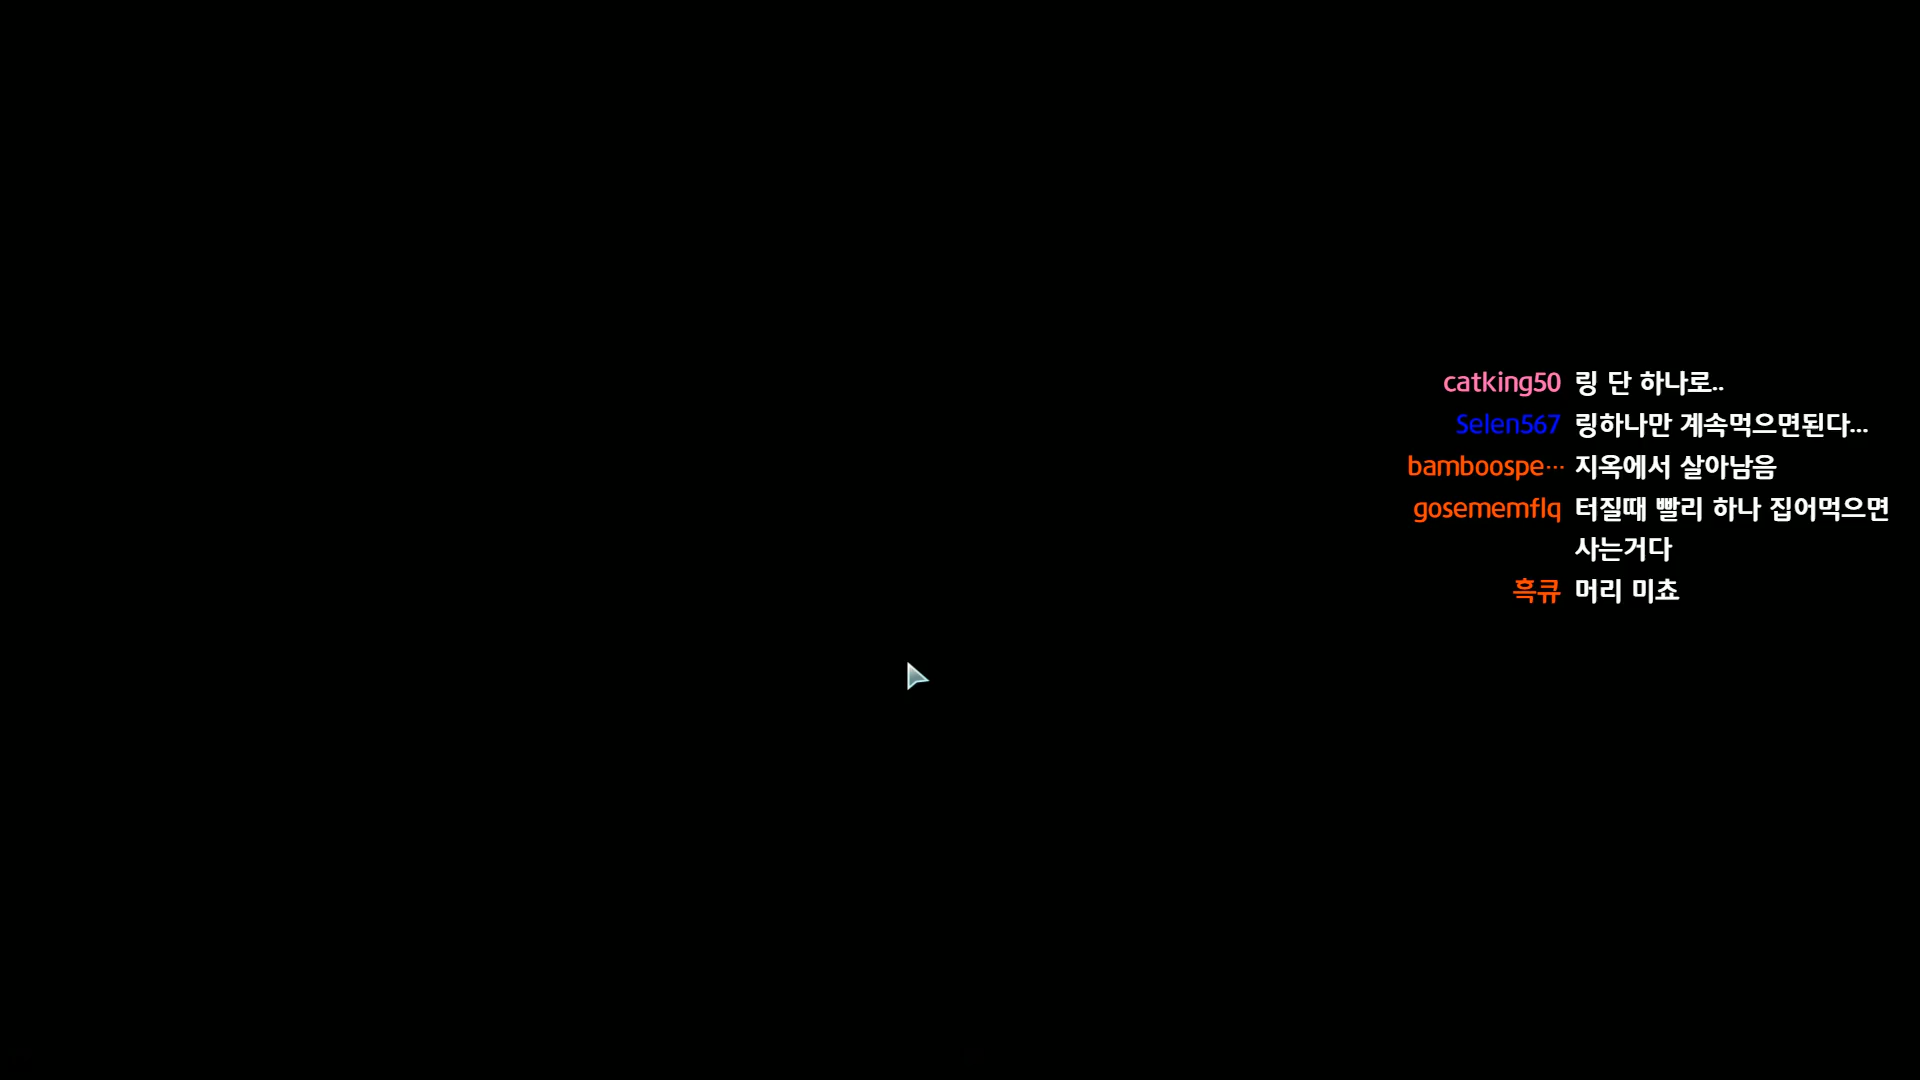 catking50 링 단 하나로..
Selen567 링하나만 계속먹으면된다...
bamboospe··· 지옥에서 살아남음
gosememflq 터질때 빨리 하나 집어먹으면
사는거다
흑큐 머리 미쵸